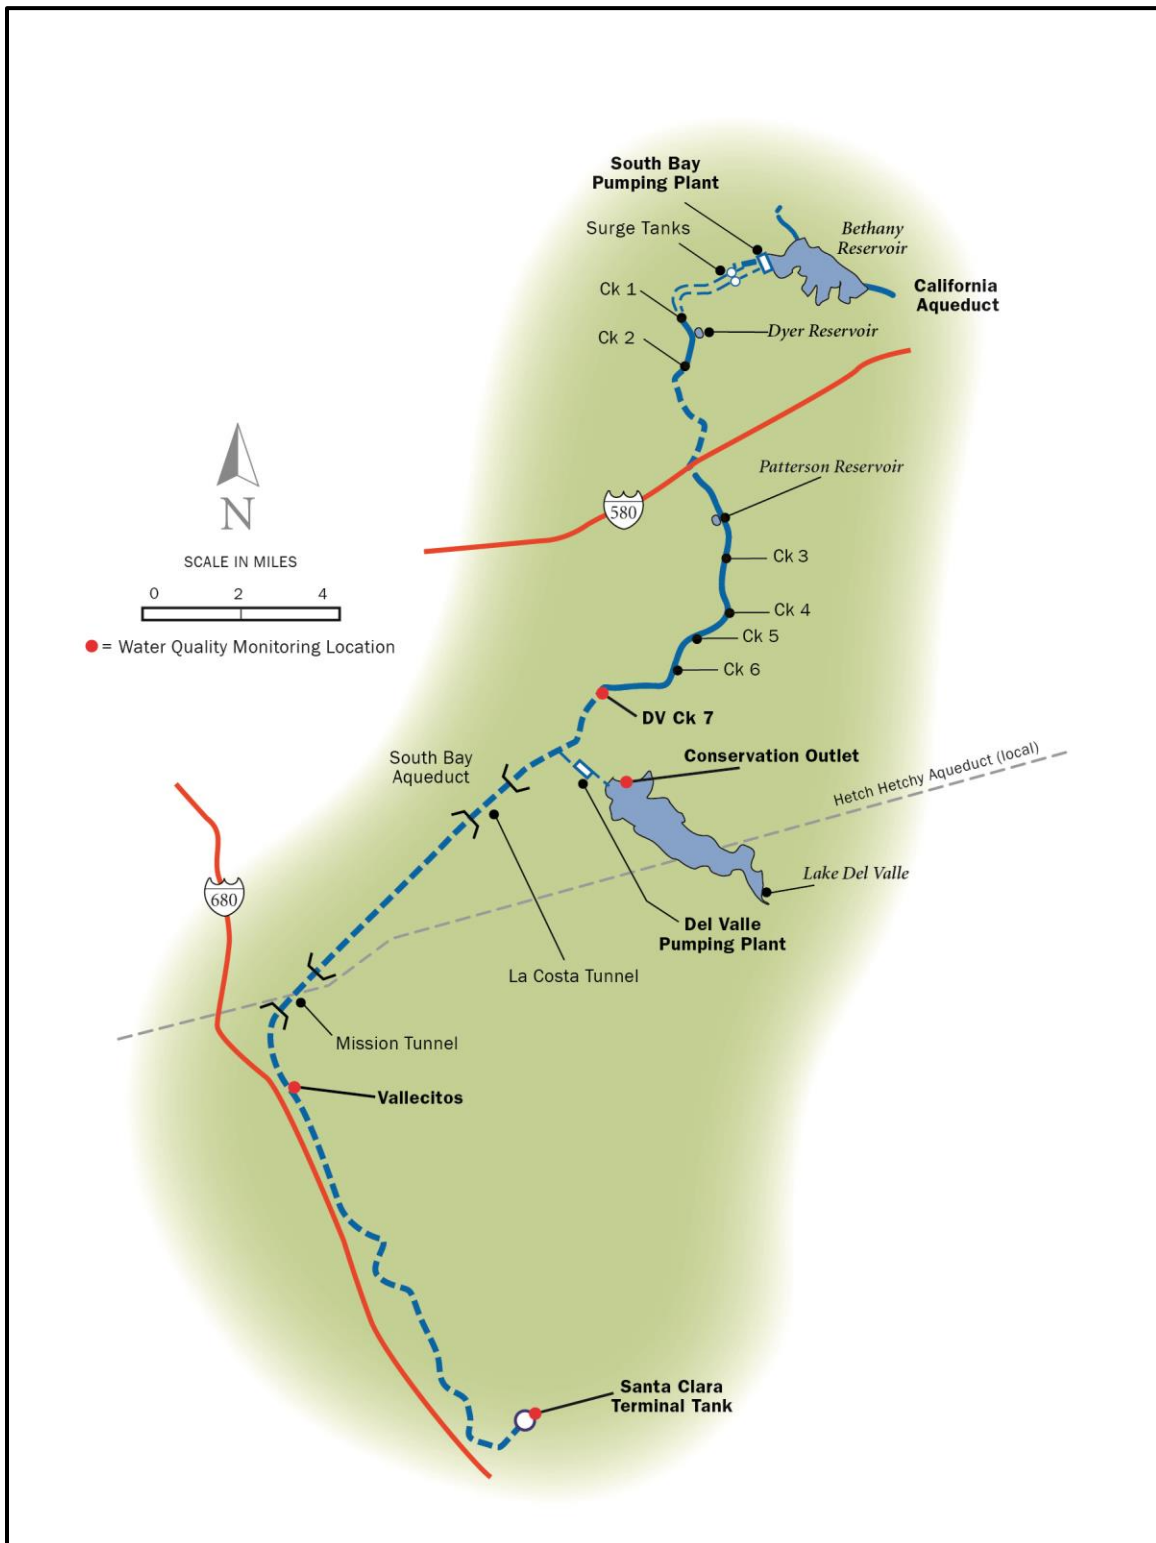 South Bay
Pumping Plant
Surge Tanks
Bethany
Reservoir
California
Aqueduct
Ck 1
Dyer Reservoir
Ck 2
Patterson Reservoir
580
N
SCALE IN MILES
0 2 4
= Water Quality Monitoring Location
Ck 3
Ck 4
Ck 5
Ck 6
DV Ck 7
South Bay
Aqueduct
Conservation Outlet
Hetch Hetchy Aqueduct (local)
Lake Del Valle
680
Del Valle
Pumping Plant
La Costa Tunnel
Mission Tunnel
Vallecitos
Santa Clara
Terminal Tank